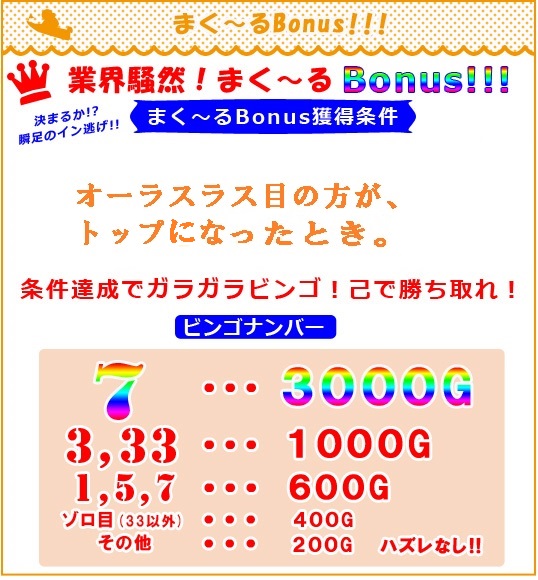 まく～るBonus!!!
業界騒然！まく～る Bonus!!!
決まるか!?
瞬足のイン逃げ!!
まく～るBonus獲得条件
オーラスラス目の方が、
トップになったとき。
条件達成でガラガラビンゴ！己で勝ち取れ！
ビンゴナンバー
7 ・・・ 3000G
3,33 ・・・ 1000G
1,5,7 ・・・ 600G
ゾロ目(33以外) ・・・ 400G
その他 ・・・ 200G ハズレなし!!